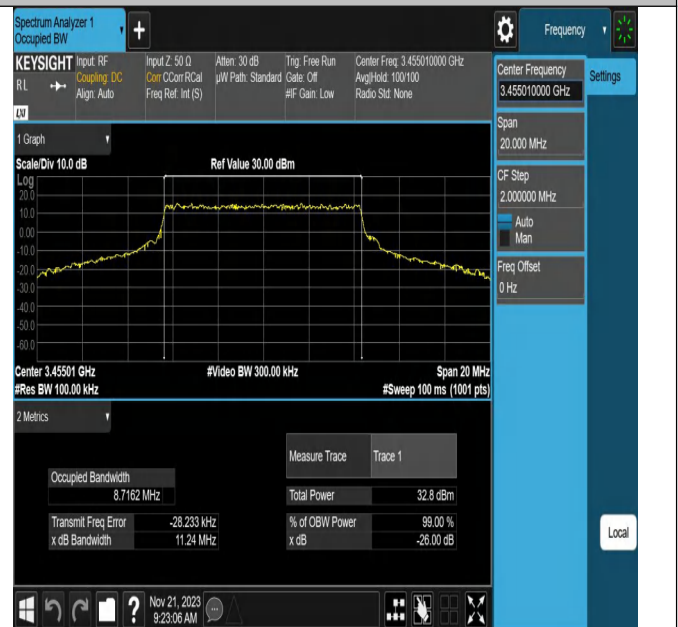 Spectrum Analyzer 1
Occupied BW
+
Frequency
KEYSIGHT
RL
LXI
Input: RF
Coupling: DC
Align: Auto
Input Z: 50 Ω
Corr CCorr RCal
Freq Ref: Int (S)
Atten: 30 dB
µW Path: Standard
Trig: Free Run
Gate: Off
#IF Gain: Low
Center Freq: 3.455010000 GHz
Avg|Hold: 100/100
Radio Std: None
Center Frequency
3.455010000 GHz
Settings
Span
20.000 MHz
CF Step
2.000000 MHz
Auto
Man
Freq Offset
0 Hz
Local
1 Graph
Scale/Div 10.0 dB
Ref Value 30.00 dBm
Log
20.0
10.0
0.00
-10.0
-20.0
-30.0
-40.0
-50.0
-60.0
Center 3.45501 GHz
#Video BW 300.00 kHz
Span 20 MHz
#Res BW 100.00 kHz
#Sweep 100 ms (1001 pts)
2 Metrics
Measure Trace Trace 1
Occupied Bandwidth
8.7162 MHz
Total Power 32.8 dBm
Transmit Freq Error -28.233 kHz
% of OBW Power 99.00 %
x dB Bandwidth 11.24 MHz
x dB -26.00 dB
?
Nov 21, 2023
9:23:06 AM